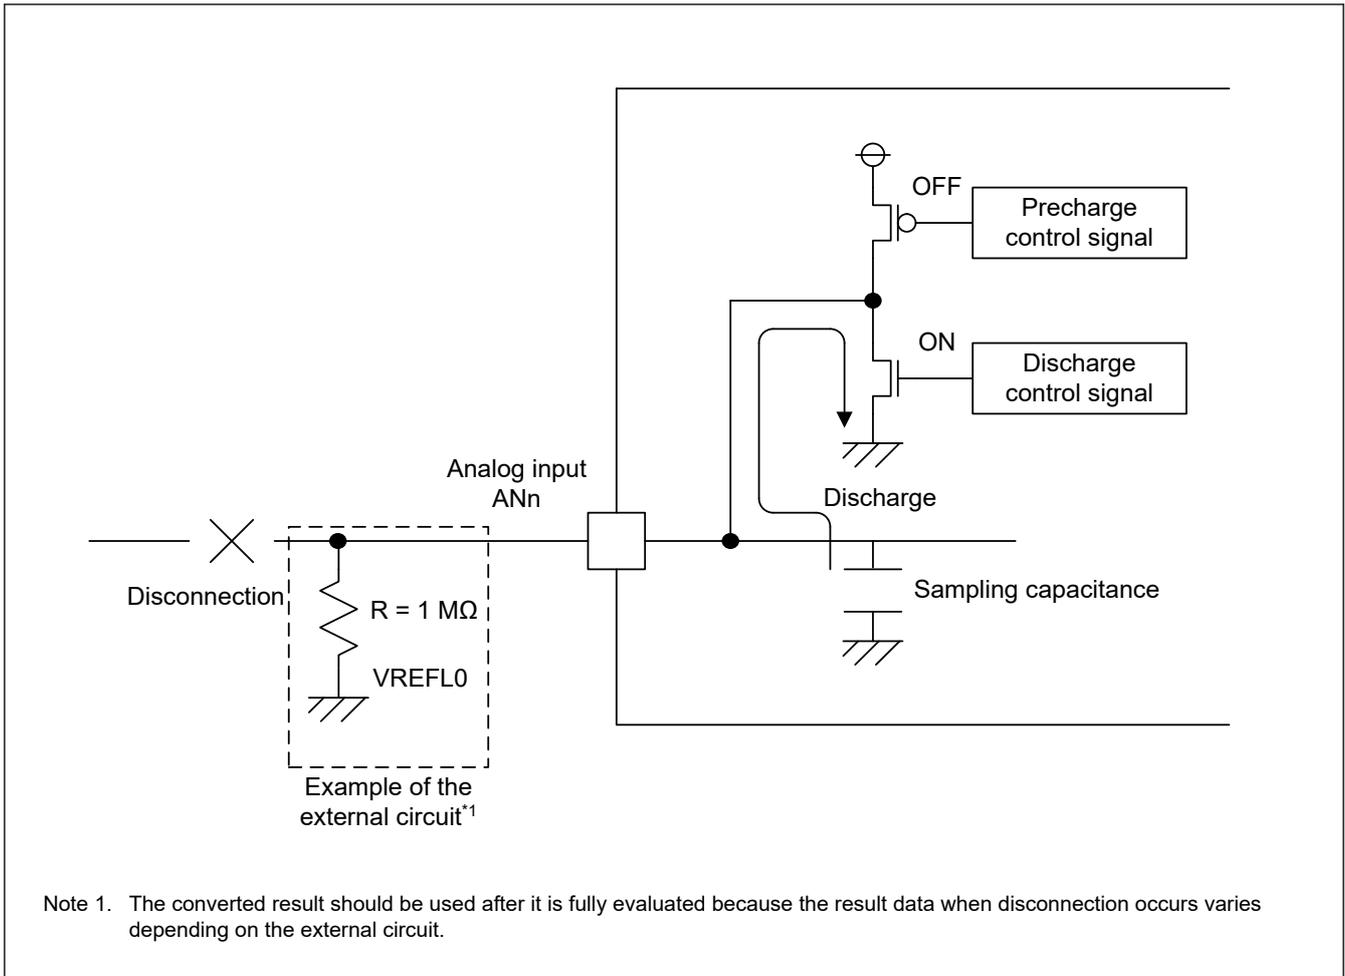 OFF
Precharge
control signal
ON
Discharge
control signal
Analog input
ANn
Discharge
Disconnection
R = 1 MΩ
Sampling capacitance
VREFL0
Example of the
external circuit*1
Note 1. The converted result should be used after it is fully evaluated because the result data when disconnection occurs varies
depending on the external circuit.